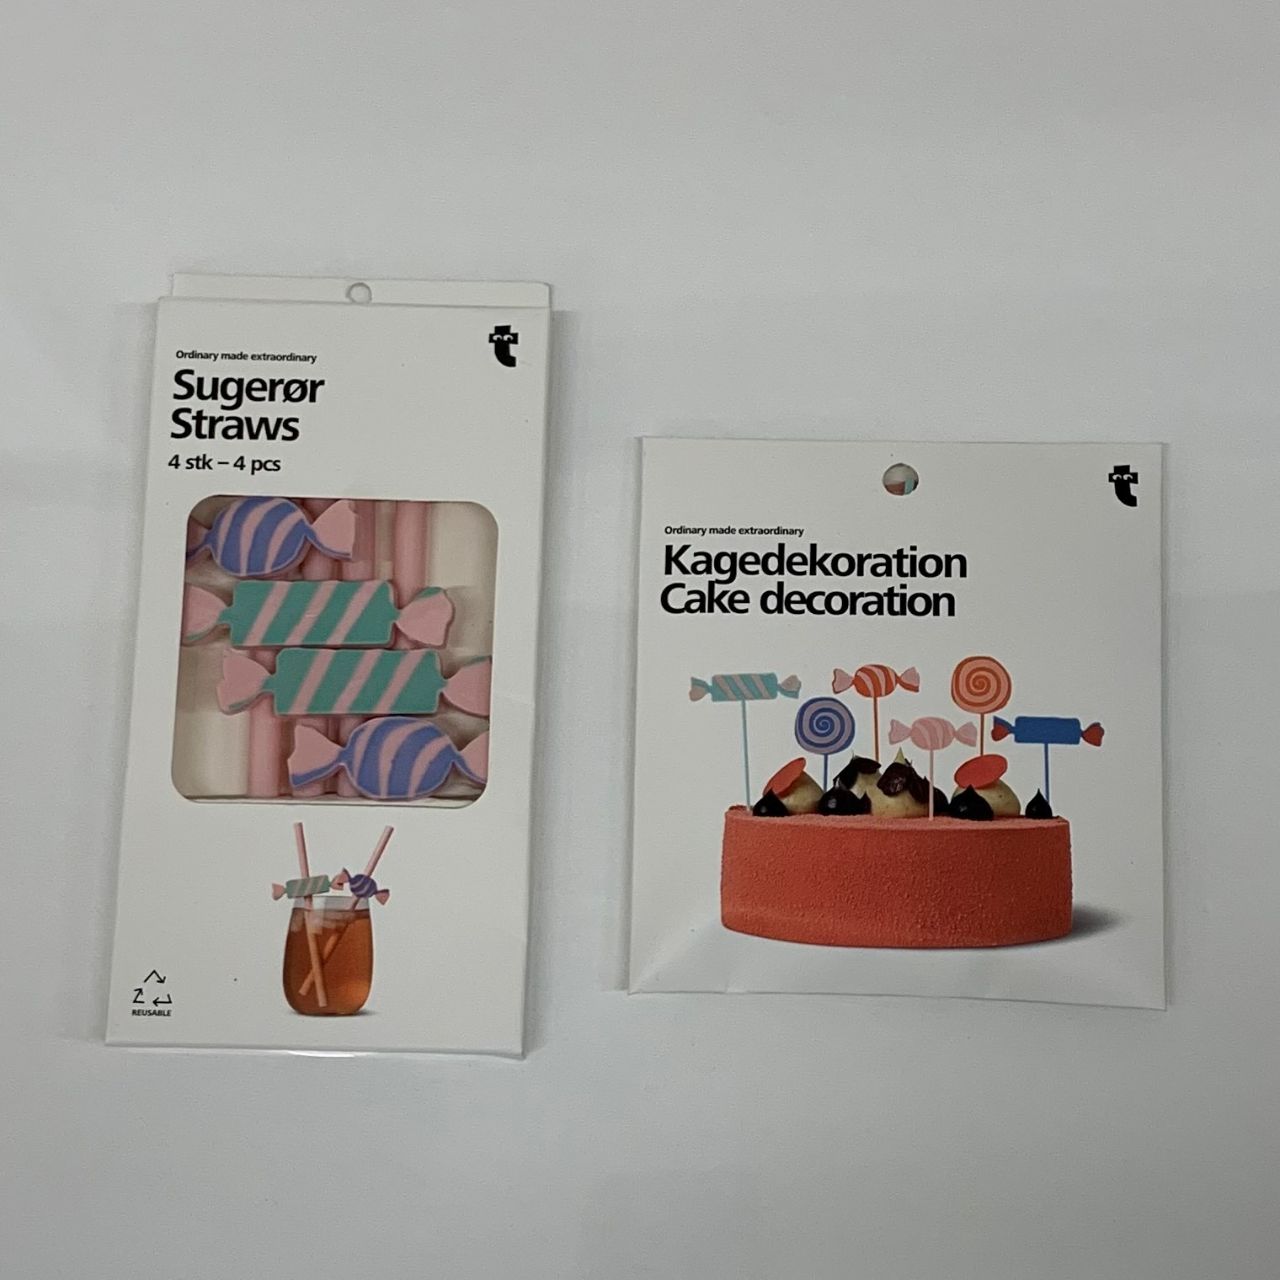 Ordinary made extraordinary
Sugerør
Straws
4 stk – 4 pcs
REUSABLE
Ordinary made extraordinary
Kagedekoration
Cake decoration